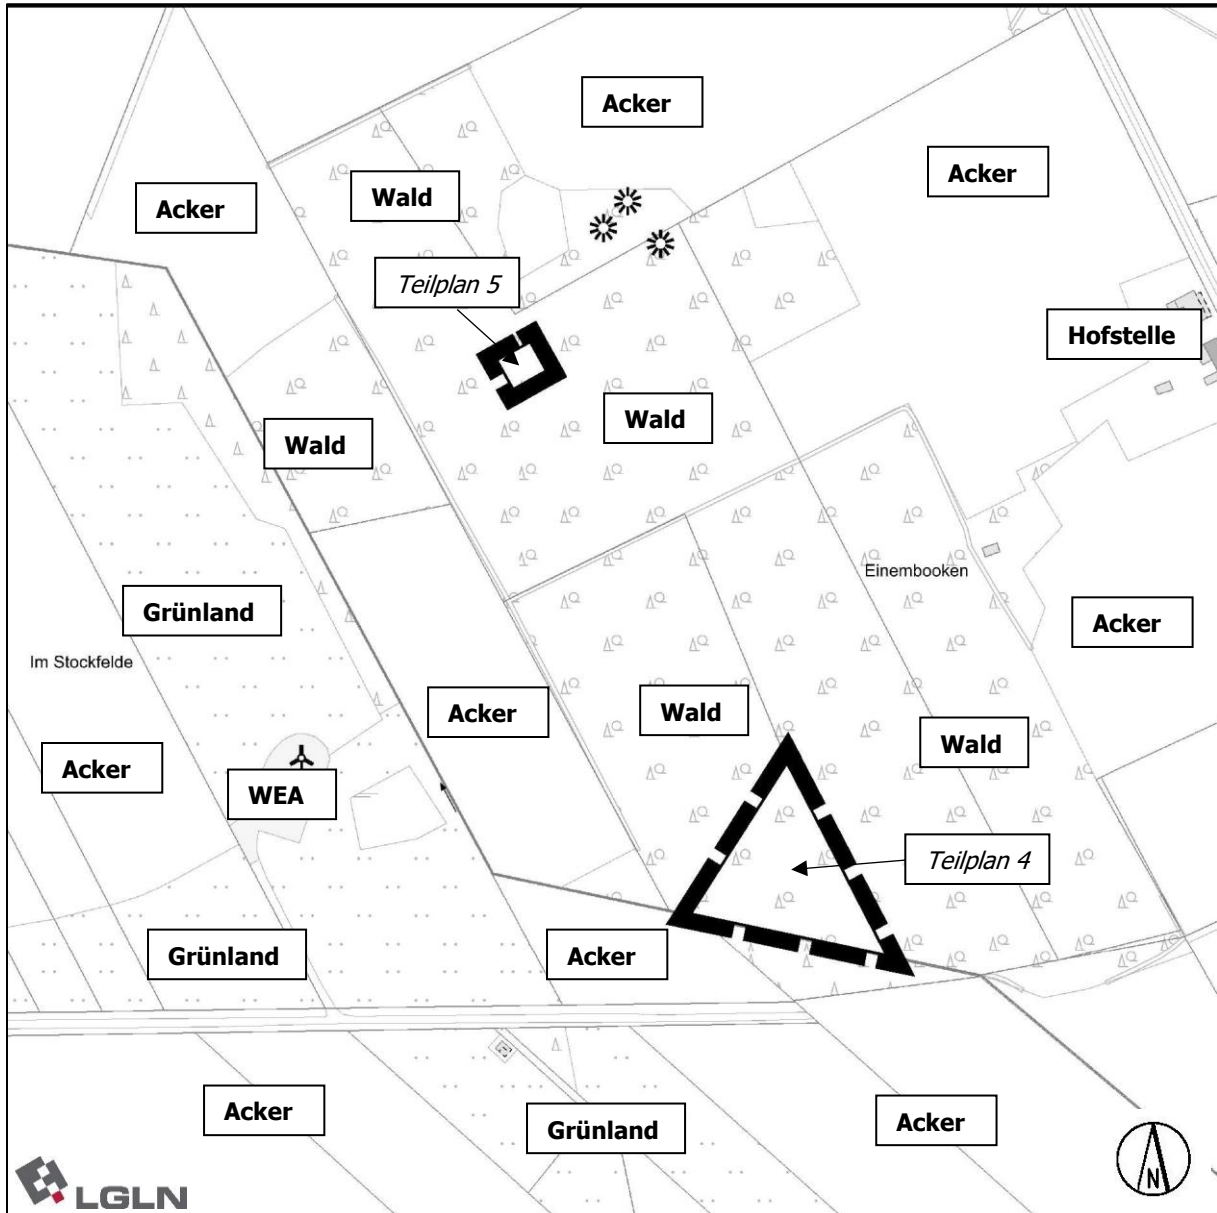 Acker
Acker
Wald
Acker
Teilplan 5
Hofstelle
Wald
Wald
Einembooken
Grünland
Acker
Im Stockfelde
Wald
Acker
Wald
Acker
WEA
Teilplan 4
Grünland
Acker
Acker
Acker
Grünland
N
LGLN